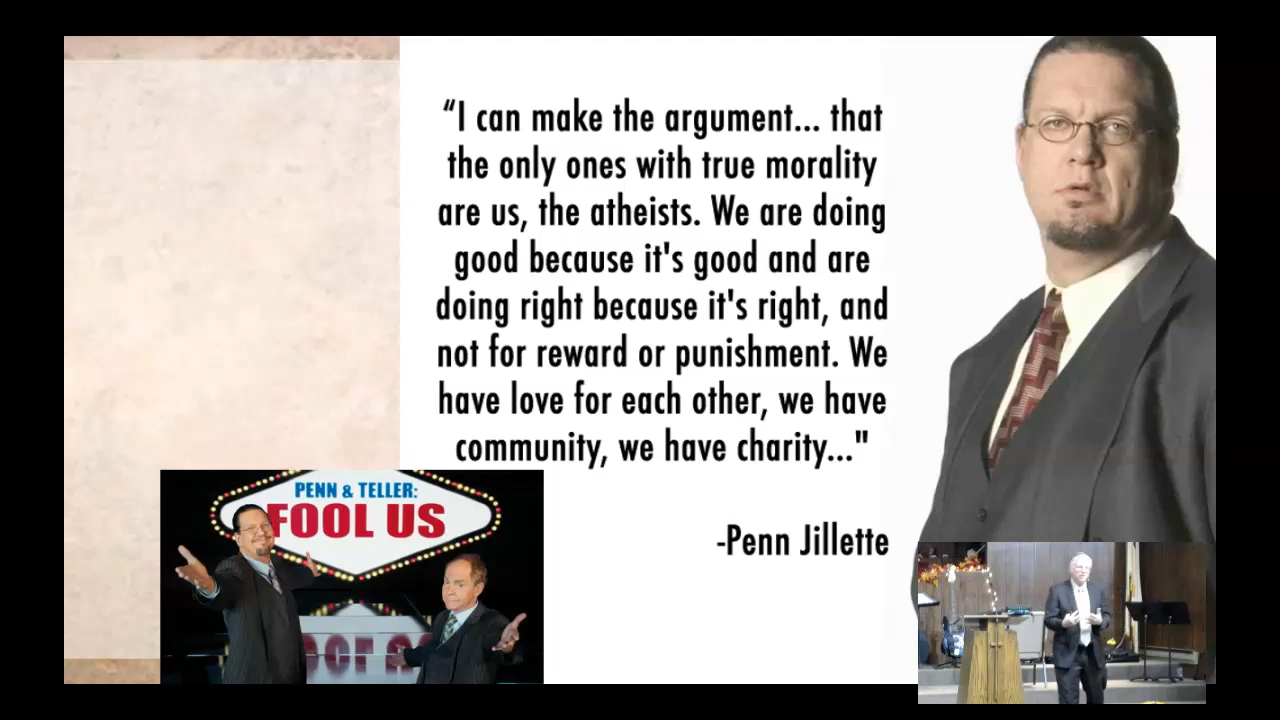 “I can make the argument... that
the only ones with true morality
are us, the atheists. We are doing
good because it's good and are
doing right because it's right, and
not for reward or punishment. We
have love for each other, we have
community, we have charity..."
-Penn Jillette
PENN & TELLER:
FOOL US